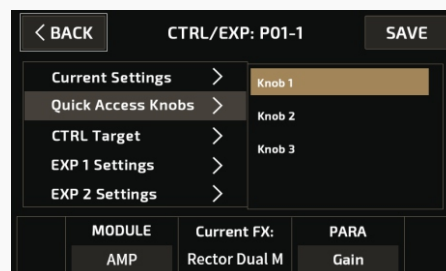 < BACK CTRL/EXP: P01-1 SAVE
Current Settings >
Quick Access Knobs >
CTRL Target >
EXP 1 Settings >
EXP 2 Settings >
Knob 1
Knob 2
Knob 3
MODULE Current FX: PARA
AMP Rector Dual M Gain